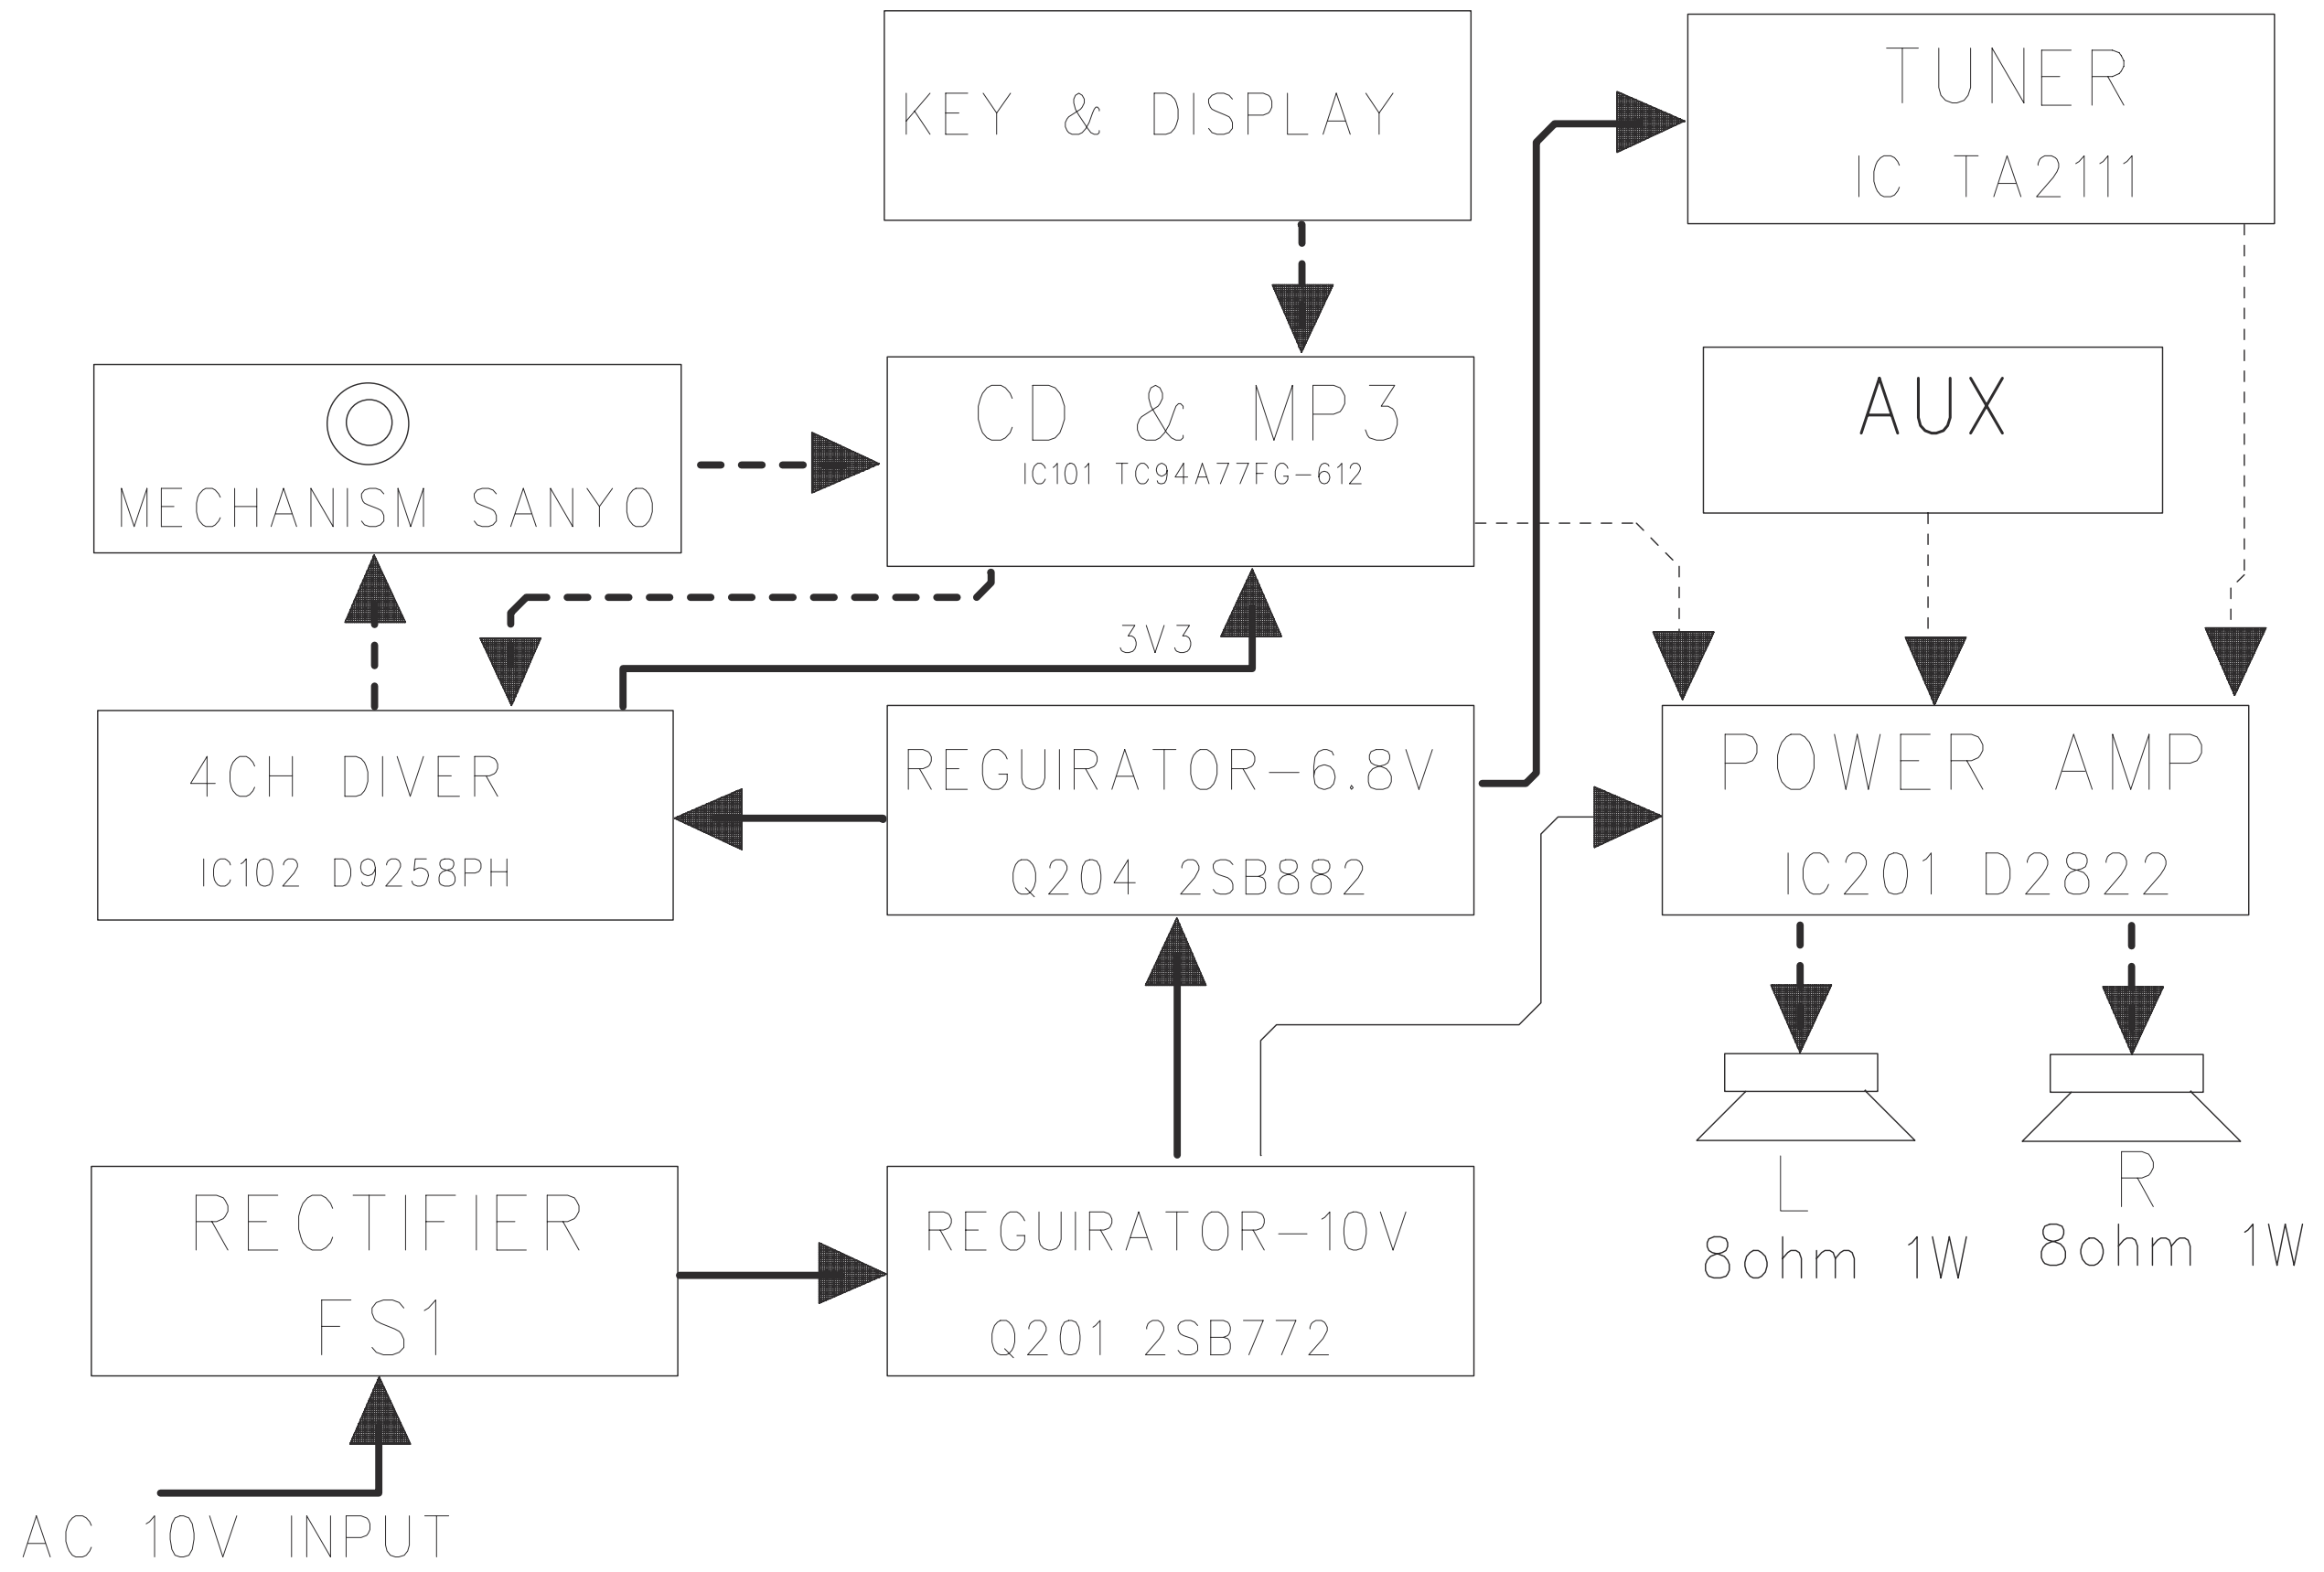 KEY & DISPLAY
TUNER
IC TA2111
MECHANISM SANYO
CD & MP3
IC101 TC94A77FG-612
AUX
3V3
4CH DIVER
IC102 D9258PH
REGUIRATOR-6.8V
Q204 2SB882
POWER AMP
IC201 D2822
RECTIFIER
FS1
REGUIRATOR-10V
Q201 2SB772
L
8ohm 1W
R
8ohm 1W
AC 10V INPUT